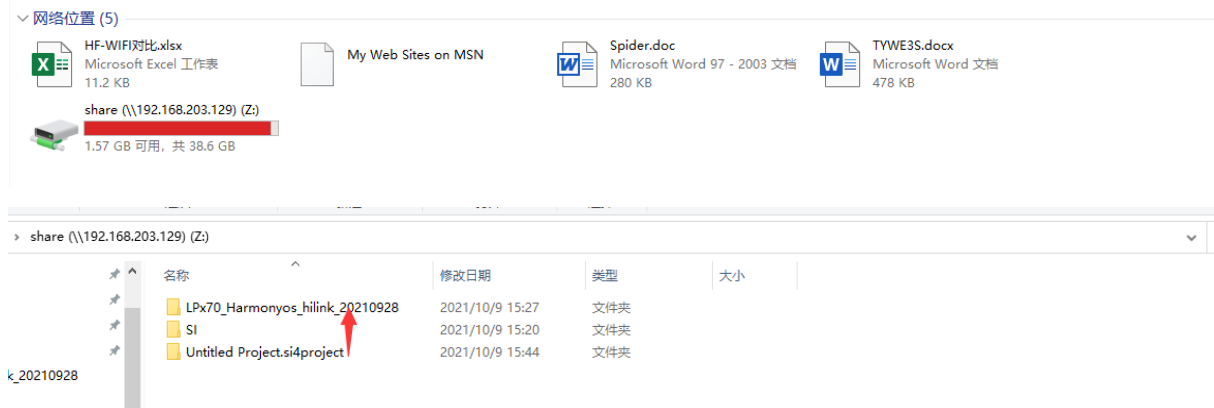 网络位置 (5)
HF-WIFI对比.xlsx
Microsoft Excel 工作表
11.2 KB
My Web Sites on MSN
Spider.doc
Microsoft Word 97 - 2003 文档
280 KB
TYWE3S.docx
Microsoft Word 文档
478 KB
share (\\192.168.203.129) (Z:)
1.57 GB 可用, 共 38.6 GB
share (\\192.168.203.129) (Z:)
名称 修改日期 类型 大小
LPx70_Harmonyos_hilink_20210928 2021/10/9 15:27 文件夹
SI 2021/10/9 15:20 文件夹
Untitled Project.si4project 2021/10/9 15:44 文件夹
k_20210928